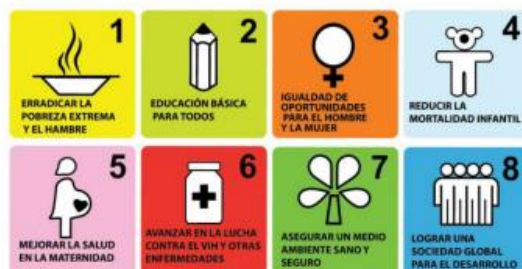 1
ERRADICAR LA
POBREZA EXTREMA
Y EL HAMBRE
2
EDUCACIÓN BÁSICA
PARA TODOS
3
IGUALDAD DE
OPORTUNIDADES
PARA EL HOMBRE
Y LA MUJER
4
REDUCIR LA
MORTALIDAD INFANTIL
5
MEJORAR LA SALUD
EN LA MATERNIDAD
6
AVANZAR EN LA LUCHA
CONTRA EL VIH Y OTRAS
ENFERMEDADES
7
ASEGURAR UN MEDIO
AMBIENTE SANO Y
SEGURO
8
LOGRAR UNA
SOCIEDAD GLOBAL
PARA EL DESARROLLO